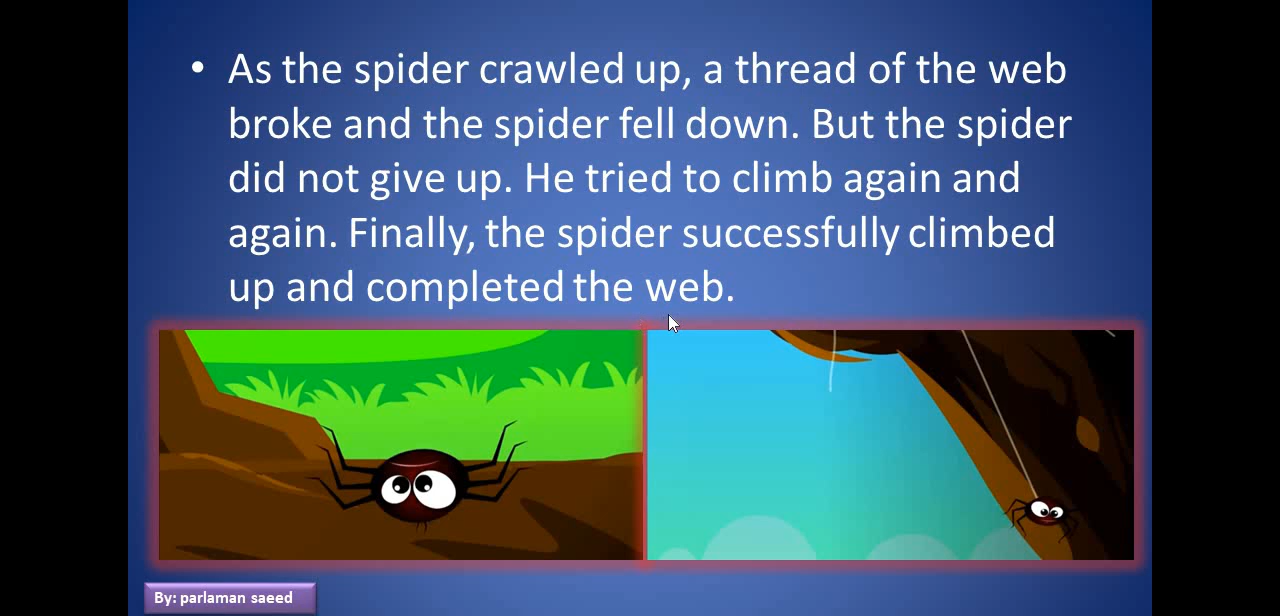 • As the spider crawled up, a thread of the web
broke and the spider fell down. But the spider
did not give up. He tried to climb again and
again. Finally, the spider successfully climbed
up and completed the web.
By: parlaman saeed